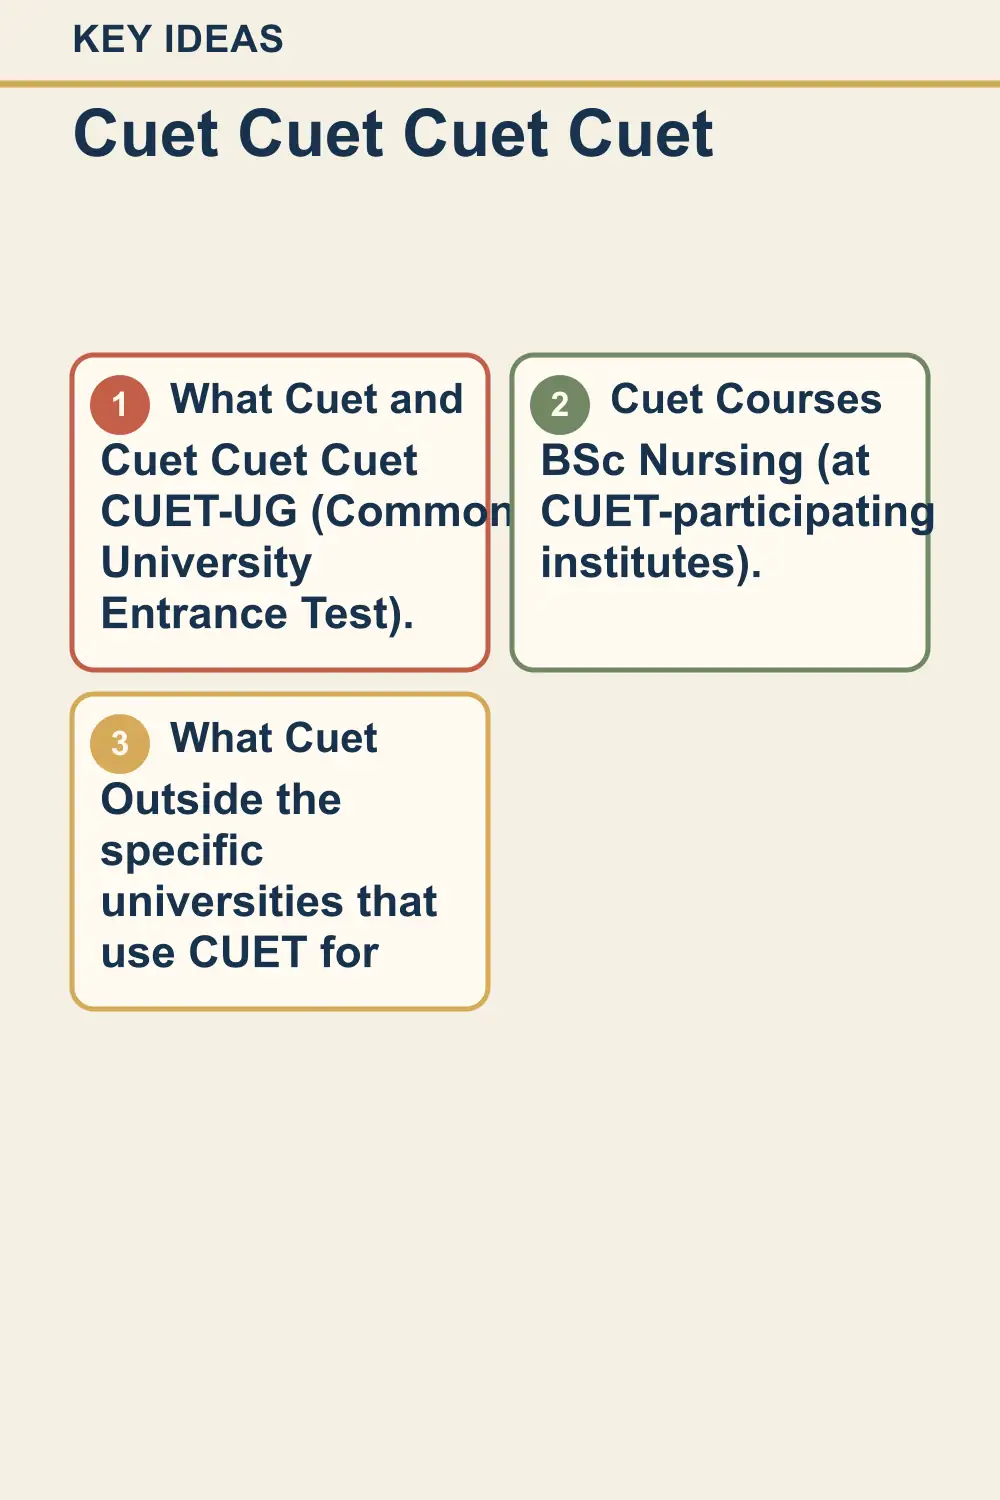 KEY IDEAS
Cuet Cuet Cuet Cuet
1 What Cuet and
Cuet Cuet Cuet
CUET-UG (Common
University
Entrance Test).
2 Cuet Courses
BSc Nursing (at
CUET-participating
institutes).
3 What Cuet
Outside the
specific
universities that
use CUET for